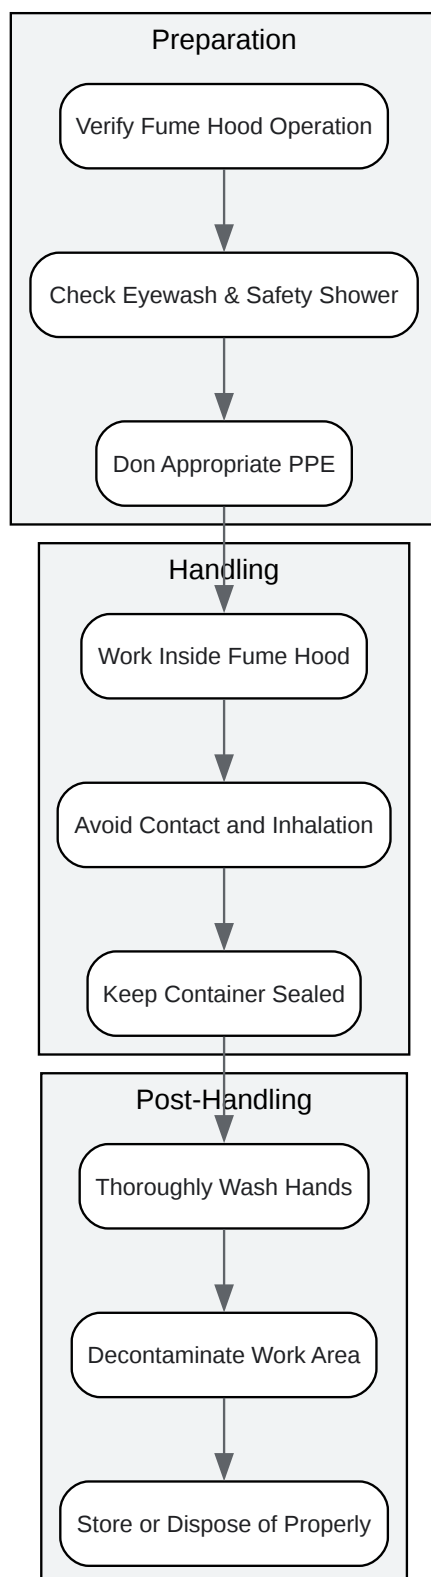 Preparation
Verify Fume Hood Operation
Check Eyewash & Safety Shower
Don Appropriate PPE
Handling
Work Inside Fume Hood
Avoid Contact and Inhalation
Keep Container Sealed
Post-Handling
Thoroughly Wash Hands
Decontaminate Work Area
Store or Dispose of Properly